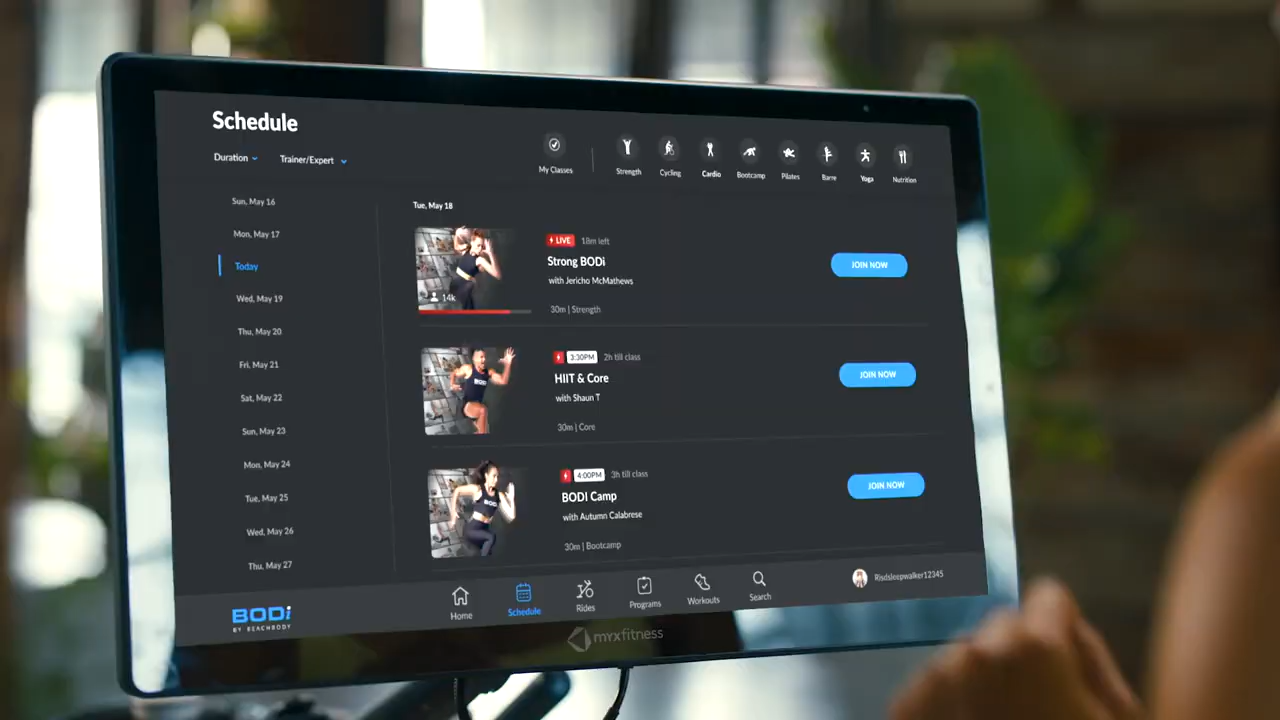 Schedule
Duration
Trainer/Expert
My Classes
Strength
Cycling
Cardio
Bootcamp
Pilates
Barre
Yoga
Nutrition
Sun, May 16
Mon, May 17
Today
Wed, May 19
Thu, May 20
Fri, May 21
Sat, May 22
Sun, May 23
Mon, May 24
Tue, May 25
Wed, May 26
Thu, May 27
Tue, May 18
LIVE 18m left
Strong BODi
with Jericho McMathews
14k
30m | Strength
JOIN NOW
3:30PM 2h till class
HIIT & Core
with Shaun T
30m | Core
JOIN NOW
BODI
4:00PM 3h till class
BODI Camp
with Autumn Calabrese
30m | Bootcamp
JOIN NOW
BODi
BY BEACHBODY
Home
Schedule
Rides
Programs
Workouts
Search
Risdsleepwalker12345
myxfitness